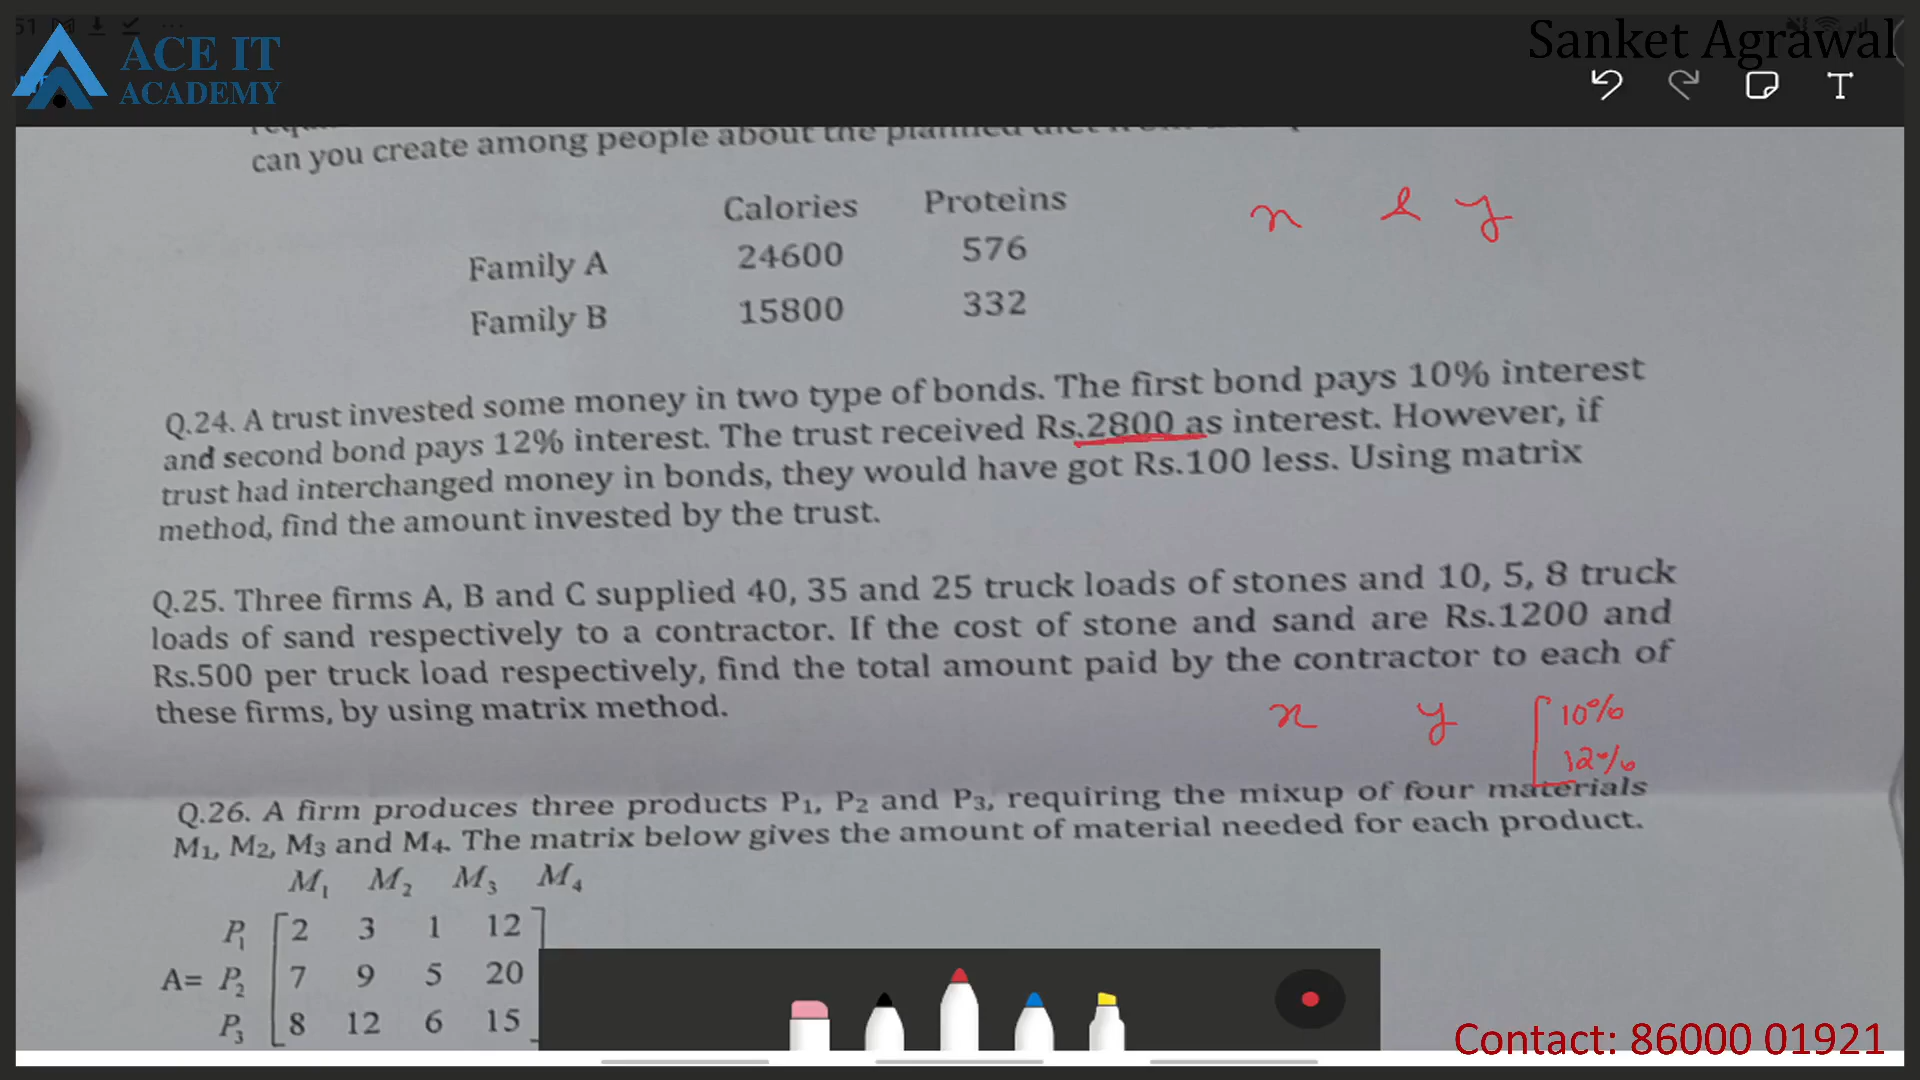 51
ACE IT
ACADEMY
Sanket Agrawal
T
can you create among people about the planned diet
Calories Proteins
Family A 24600 576
Family B 15800 332
x & y
Q.24. A trust invested some money in two type of bonds. The first bond pays 10% interest
and second bond pays 12% interest. The trust received Rs.2800 as interest. However, if
trust had interchanged money in bonds, they would have got Rs.100 less. Using matrix
method, find the amount invested by the trust.
Q.25. Three firms A, B and C supplied 40, 35 and 25 truck loads of stones and 10, 5, 8 truck
loads of sand respectively to a contractor. If the cost of stone and sand are Rs.1200 and
Rs.500 per truck load respectively, find the total amount paid by the contractor to each of
these firms, by using matrix method.
x y [ 10%
12%
Q.26. A firm produces three products P1, P2 and P3, requiring the mixup of four materials
M1, M2, M3 and M4. The matrix below gives the amount of material needed for each product.
M1 M2 M3 M4
P1 2 3 1 12
A= P2 7 9 5 20
P3 8 12 6 15
Contact: 86000 01921